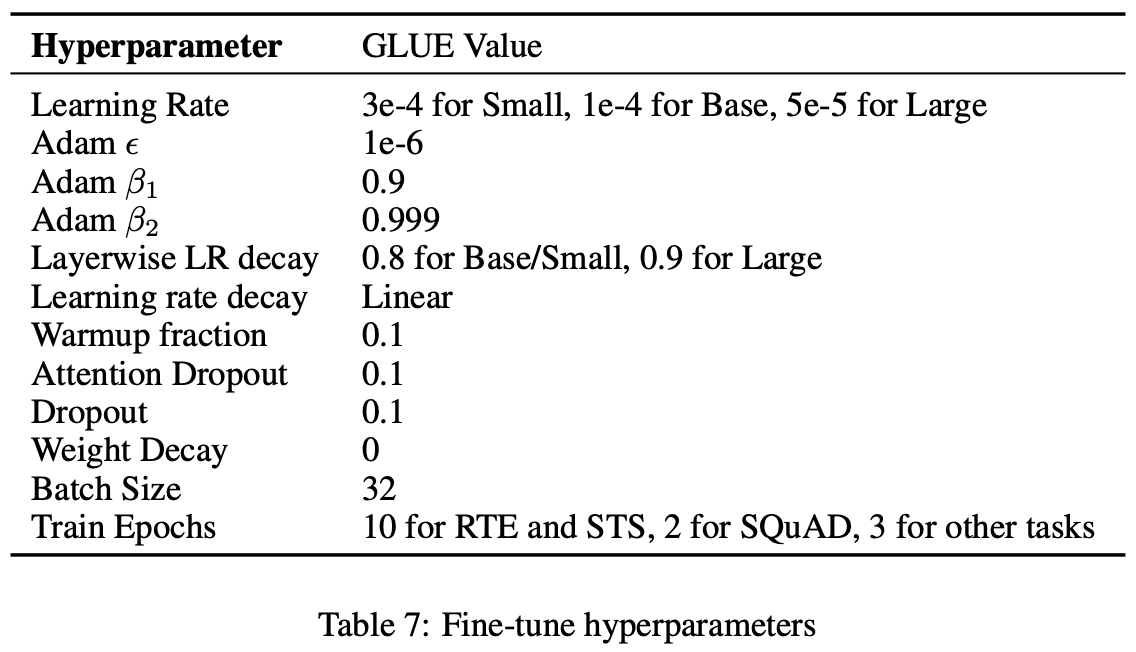 Hyperparameter GLUE Value
Learning Rate 3e-4 for Small, 1e-4 for Base, 5e-5 for Large
Adam ϵ 1e-6
Adam β₁ 0.9
Adam β₂ 0.999
Layerwise LR decay 0.8 for Base/Small, 0.9 for Large
Learning rate decay Linear
Warmup fraction 0.1
Attention Dropout 0.1
Dropout 0.1
Weight Decay 0
Batch Size 32
Train Epochs 10 for RTE and STS, 2 for SQuAD, 3 for other tasks
Table 7: Fine-tune hyperparameters